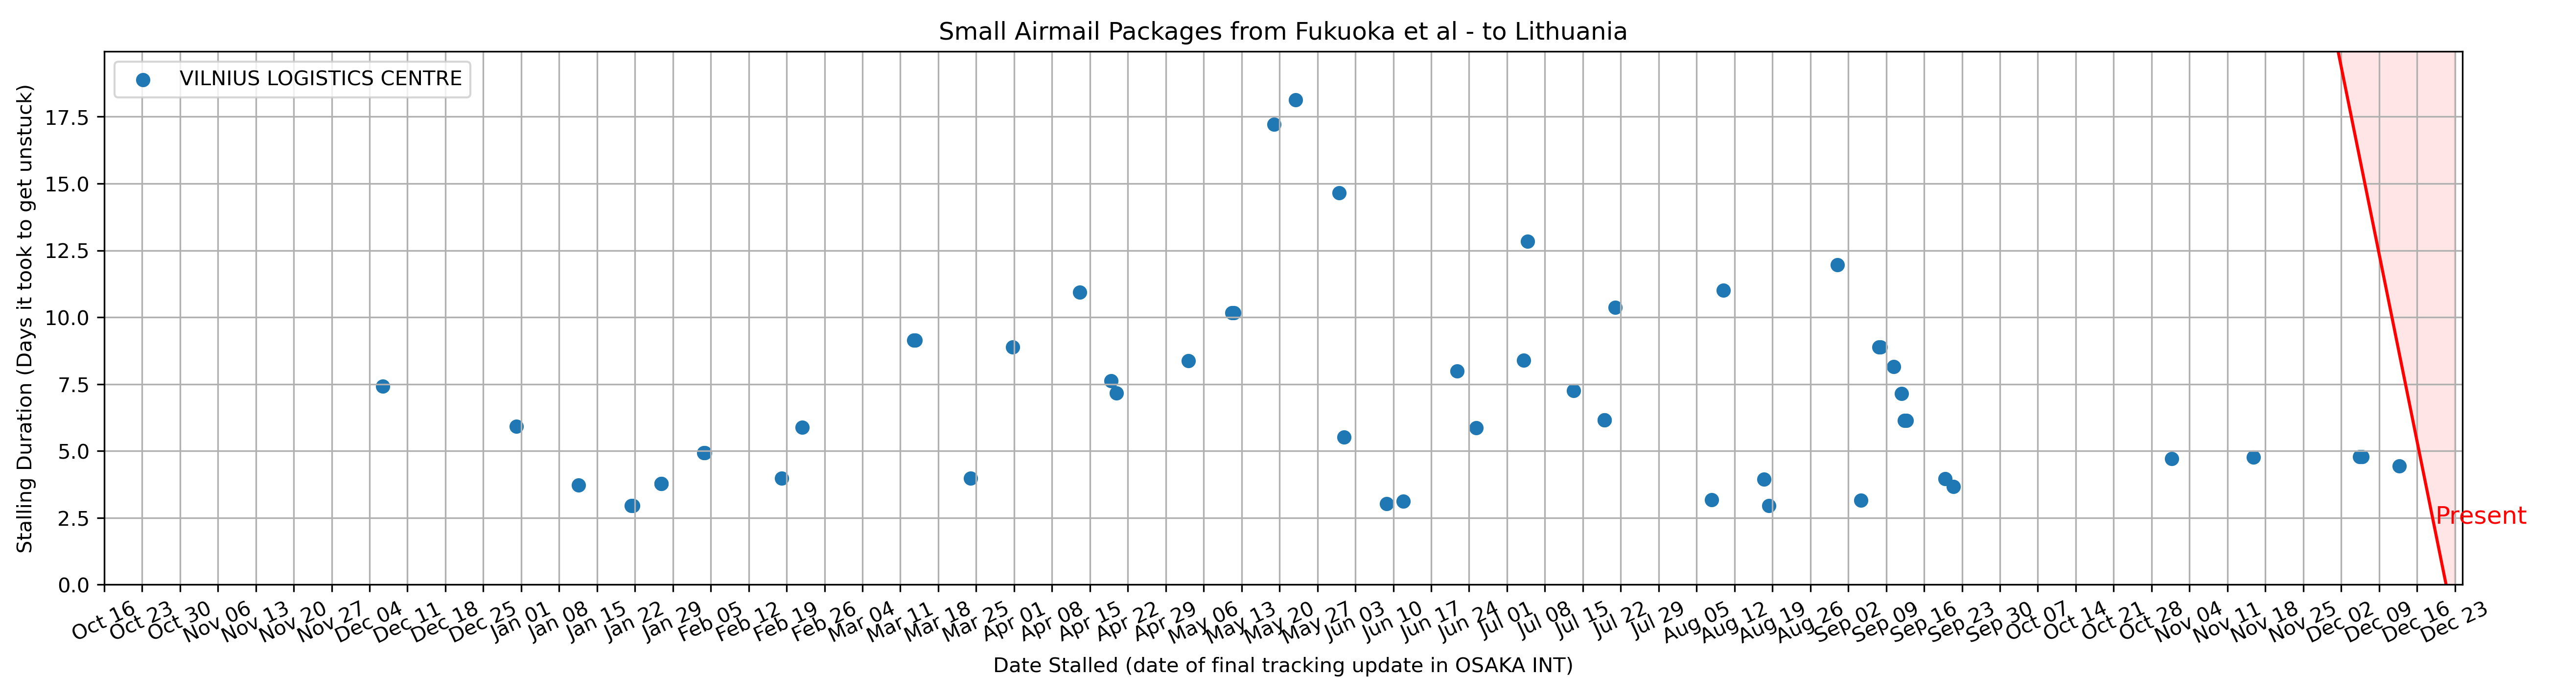 Small Airmail Packages from Fukuoka et al - to Lithuania
VILNIUS LOGISTICS CENTRE
Stalling Duration (Days it took to get unstuck)
17.5
15.0
12.5
10.0
7.5
5.0
2.5
0.0
Present
Oct 16
Oct 23
Oct 30
Nov 06
Nov 13
Nov 20
Nov 27
Dec 04
Dec 11
Dec 18
Dec 25
Jan 01
Jan 08
Jan 15
Jan 22
Jan 29
Feb 05
Feb 12
Feb 19
Feb 26
Mar 04
Mar 11
Mar 18
Mar 25
Apr 01
Apr 08
Apr 15
Apr 22
Apr 29
May 06
May 13
May 20
May 27
Jun 03
Jun 10
Jun 17
Jun 24
Jul 01
Jul 08
Jul 15
Jul 22
Jul 29
Aug 05
Aug 12
Aug 19
Aug 26
Sep 02
Sep 09
Sep 16
Sep 23
Sep 30
Oct 07
Oct 14
Oct 21
Oct 28
Nov 04
Nov 11
Nov 18
Nov 25
Dec 02
Dec 09
Dec 16
Dec 23
Date Stalled (date of final tracking update in OSAKA INT)